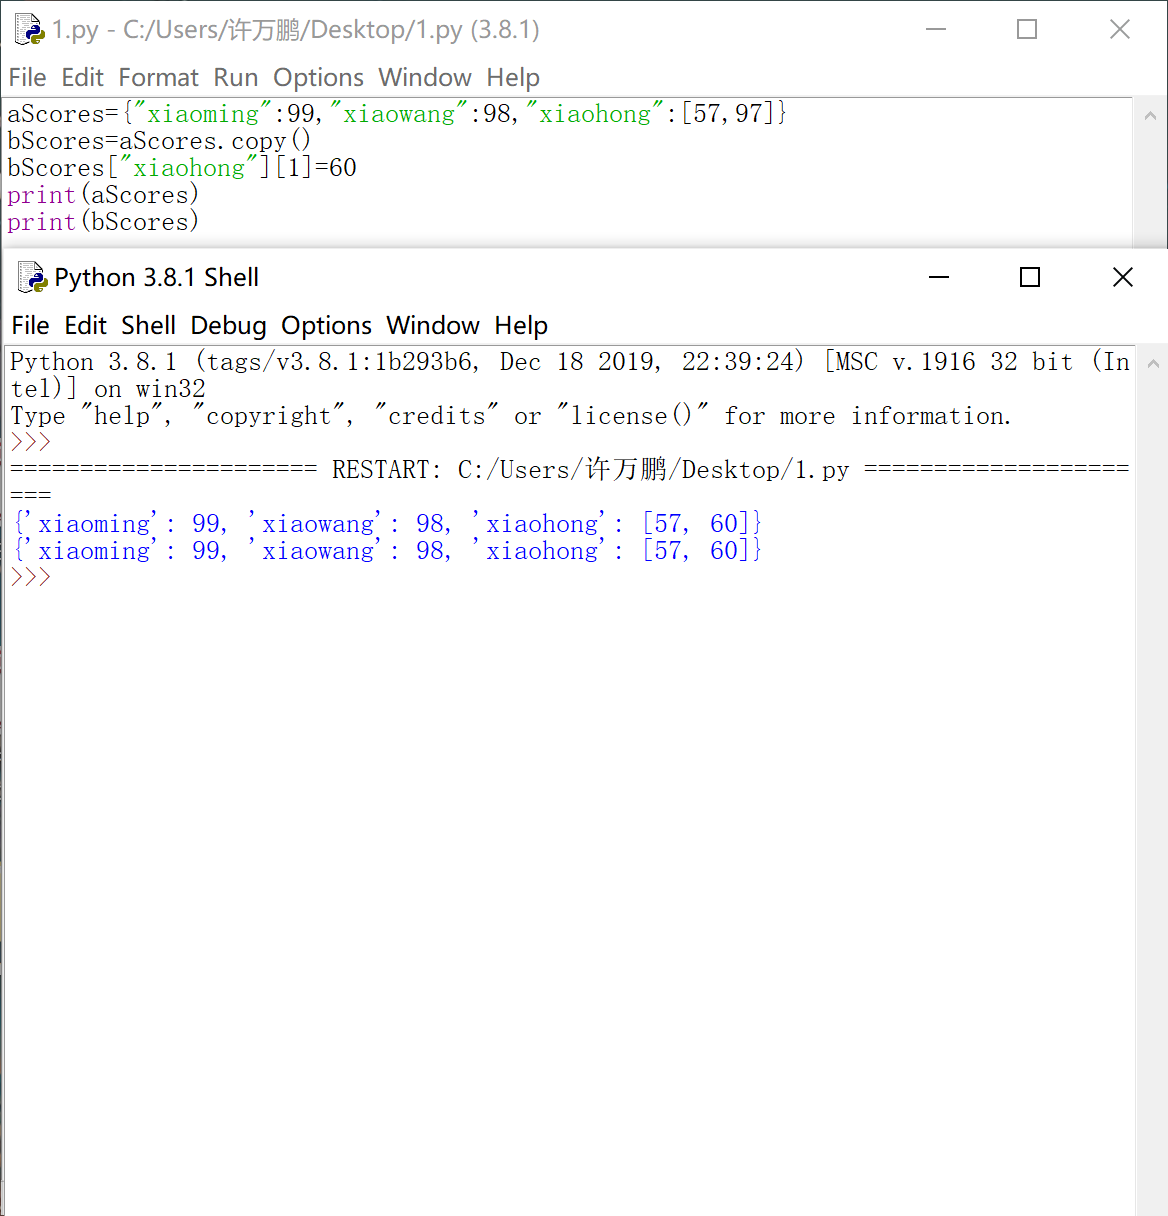 1.py - C:/Users/许万鹏/Desktop/1.py (3.8.1)
File Edit Format Run Options Window Help
aScores={"xiaoming":99,"xiaowang":98,"xiaohong":[57,97]}
bScores=aScores.copy()
bScores["xiaohong"][1]=60
print(aScores)
print(bScores)
Python 3.8.1 Shell
File Edit Shell Debug Options Window Help
Python 3.8.1 (tags/v3.8.1:1b293b6, Dec 18 2019, 22:39:24) [MSC v.1916 32 bit (In
tel)] on win32
Type "help", "copyright", "credits" or "license()" for more information.
>>>
====================== RESTART: C:/Users/许万鹏/Desktop/1.py ===================
===
{'xiaoming': 99, 'xiaowang': 98, 'xiaohong': [57, 60]}
{'xiaoming': 99, 'xiaowang': 98, 'xiaohong': [57, 60]}
>>>